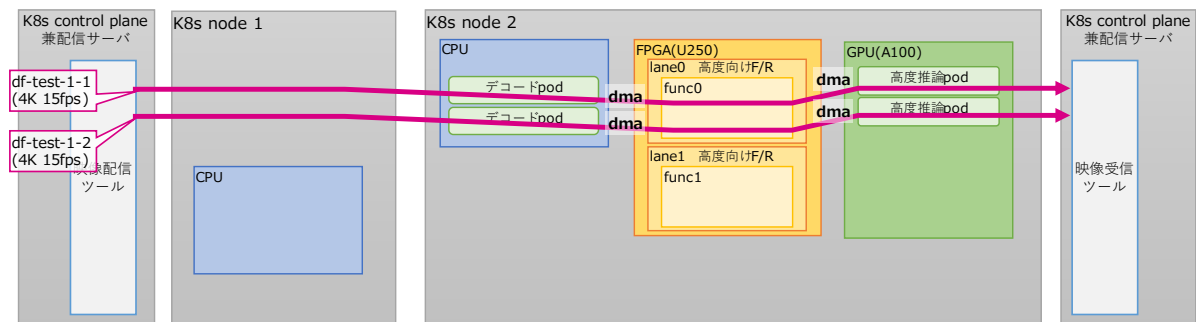 K8s control plane
兼配信サーバ
df-test-1-1
(4K 15fps)
df-test-1-2
(4K 15fps)
映像配信
ツール
K8s node 1
CPU
K8s node 2
CPU
デコードpod
デコードpod
dma
dma
FPGA(U250)
lane0 高度向けF/R
func0
lane1 高度向けF/R
func1
dma
dma
GPU(A100)
高度推論pod
高度推論pod
K8s control plane
兼配信サーバ
映像受信
ツール